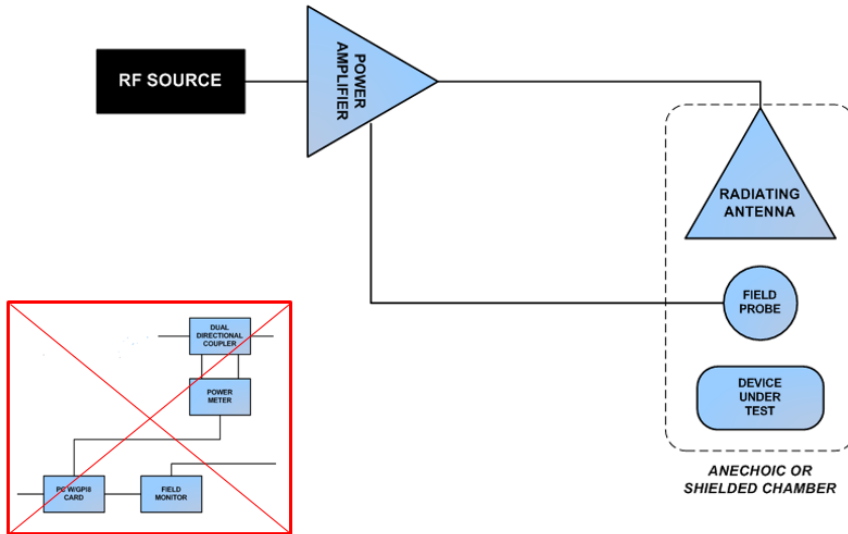 RF SOURCE
POWER
AMPLIFIER
RADIATING
ANTENNA
FIELD
PROBE
DEVICE
UNDER
TEST
ANECHOIC OR
SHIELDED CHAMBER
DUAL
DIRECTIONAL
COUPLER
POWER
METER
PC W/GPIB
CARD
FIELD
MONITOR